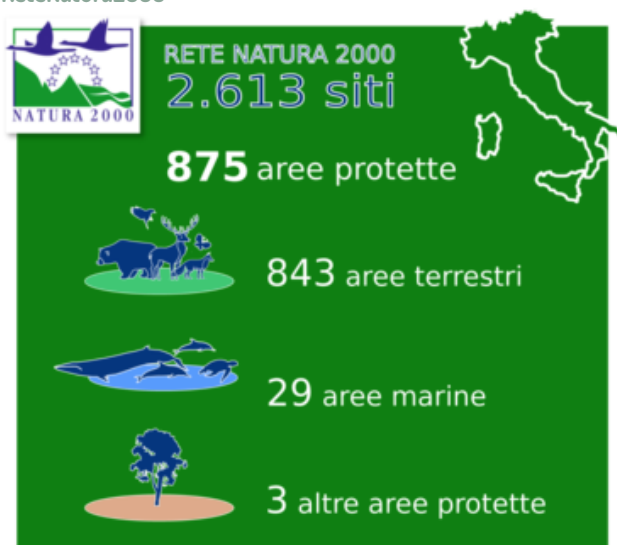 RETE NATURA 2000
2.613 siti
NATURA 2000
875 aree protette
843 aree terrestri
29 aree marine
3 altre aree protette